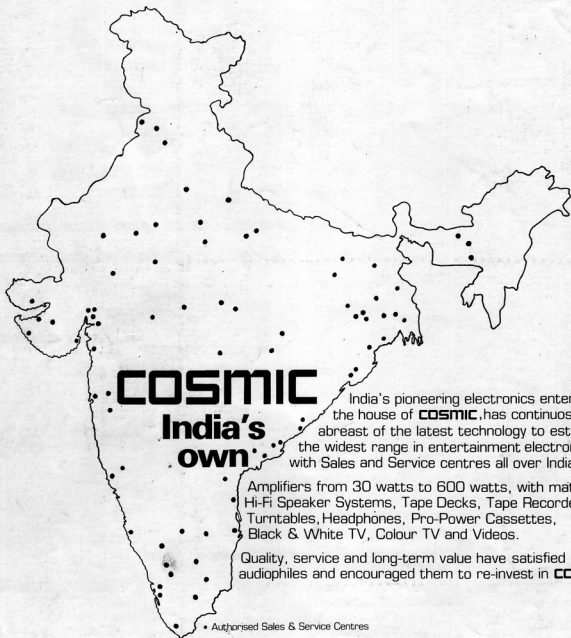 COSMIC
India's
own
India's pioneering electronics enter
the house of COSMIC, has continuos
abreast of the latest technology to est
the widest range in entertainment electron
with Sales and Service centres all over India
Amplifiers from 30 watts to 600 watts, with mat
Hi-Fi Speaker Systems, Tape Decks, Tape Recorde
Turntables, Headphones, Pro-Power Cassettes,
Black & White TV, Colour TV and Videos.
Quality, service and long-term value have satisfied
audiophiles and encouraged them to re-invest in CO
• Authorised Sales & Service Centres